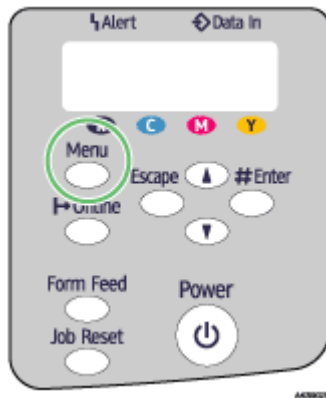 Alert Data In
C M Y
Menu
Escape #Enter
Online
Form Feed Power
Job Reset